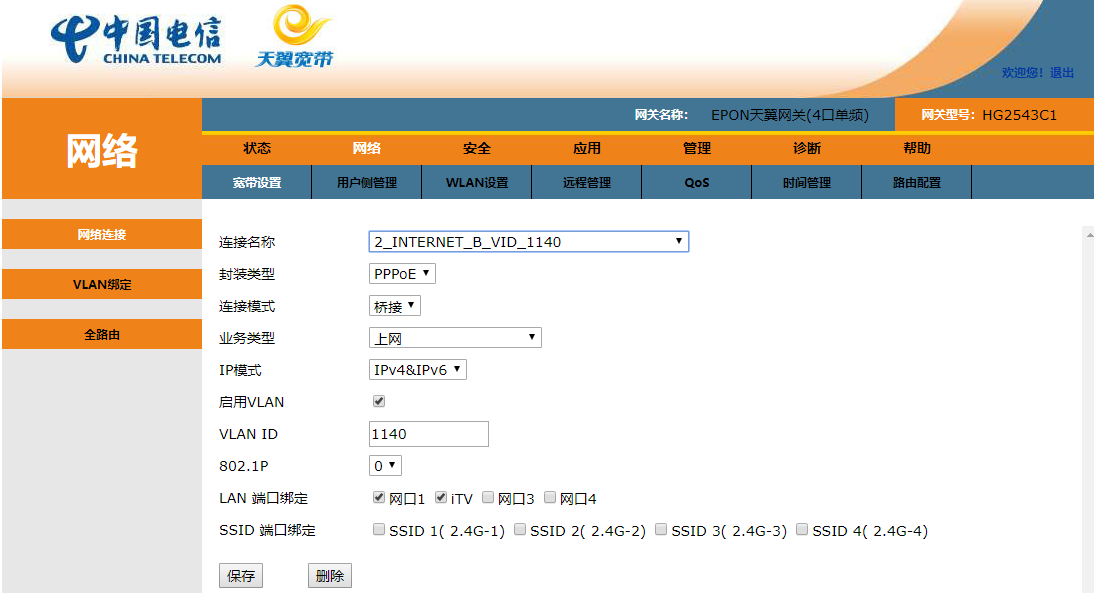 中国电信
CHINA TELECOM
天翼宽带
欢迎您! 退出
网络
网关名称: EPON天翼网关(4口单频) 网关型号: HG2543C1
状态 网络 安全 应用 管理 诊断 帮助
宽带设置 用户侧管理 WLAN设置 远程管理 QoS 时间管理 路由配置
网络连接
VLAN绑定
全路由
连接名称 2_INTERNET_B_VID_1140
封装类型 PPPoE
连接模式 桥接
业务类型 上网
IP模式 IPv4&IPv6
启用VLAN
VLAN ID 1140
802.1P 0
LAN 端口绑定 网口1 iTV 网口3 网口4
SSID 端口绑定 SSID 1( 2.4G-1) SSID 2( 2.4G-2) SSID 3( 2.4G-3) SSID 4( 2.4G-4)
保存 删除